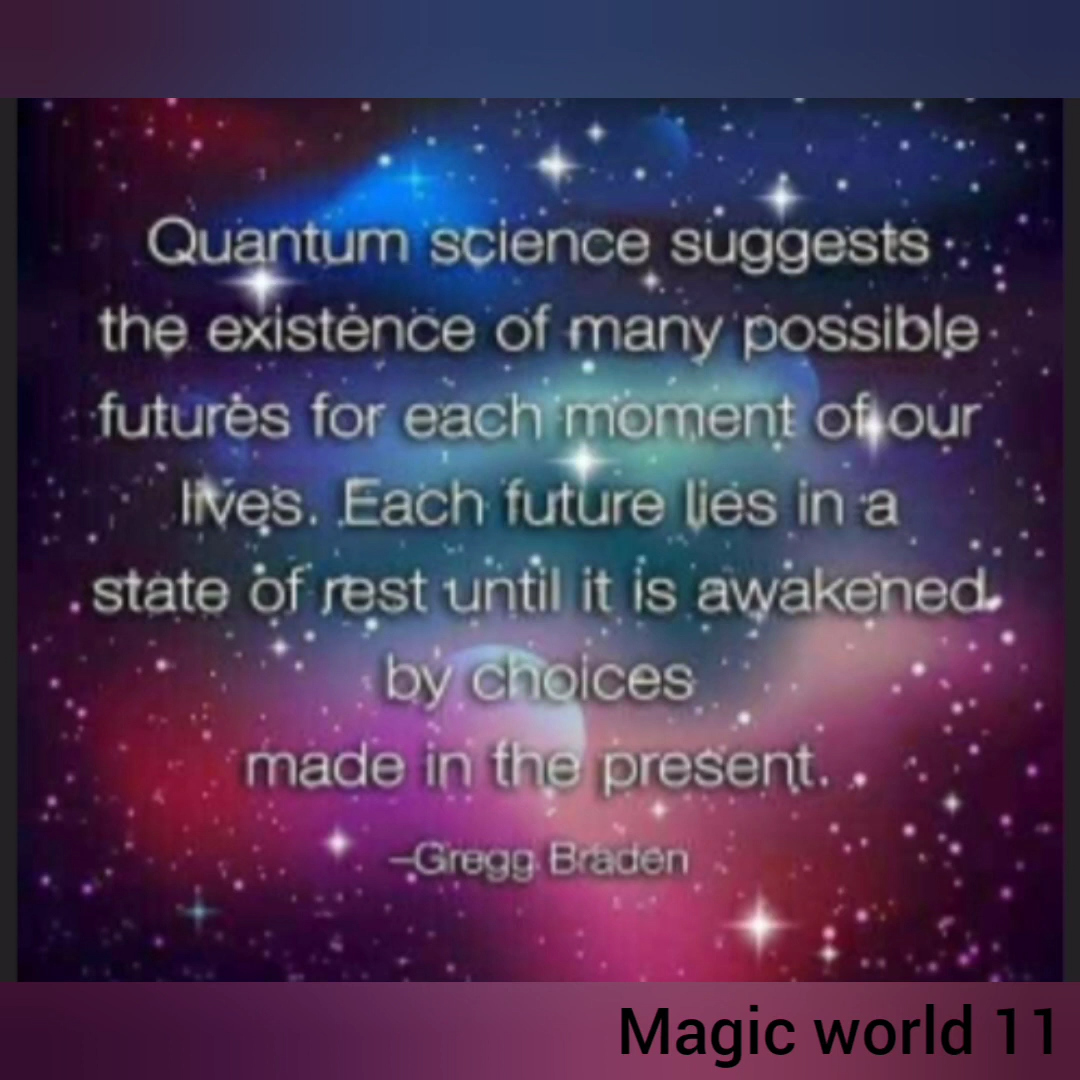 Quantum science suggests
the existence of many possible
futures for each moment of our
lives. Each future lies in a
state of rest until it is awakened
by choices
made in the present.
–Gregg Braden
Magic world 11